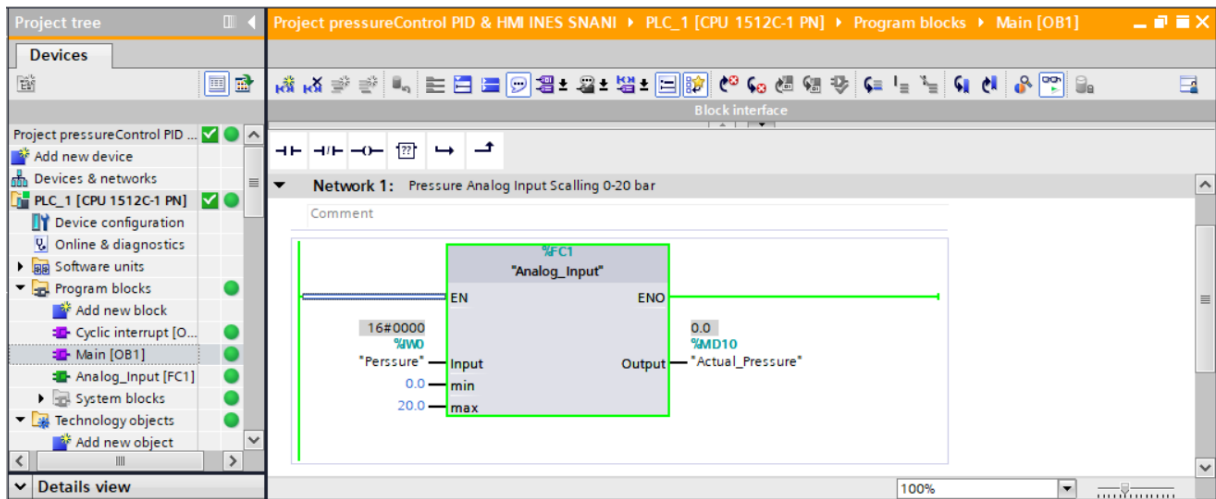 Project tree
Project pressureControl PID & HMI INES SNANI ▸ PLC_1 [CPU 1512C-1 PN] ▸ Program blocks ▸ Main [OB1]
Devices
Block interface
Project pressureControl PID ...
Add new device
Devices & networks
PLC_1 [CPU 1512C-1 PN]
Device configuration
Online & diagnostics
Software units
Program blocks
Add new block
Cyclic interrupt [O...
Main [OB1]
Analog_Input [FC1]
System blocks
Technology objects
Add new object
Details view
??
Network 1: Pressure Analog Input Scalling 0-20 bar
Comment
%FC1
"Analog_Input"
EN ENO
16#0000 0.0
%IW0 %MD10
"Perssure" Input Output "Actual_Pressure"
0.0 min
20.0 max
100%